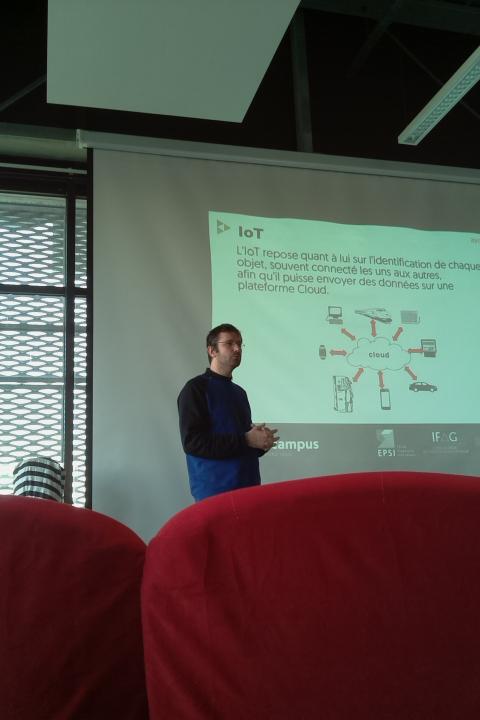 IoT
L'IoT repose quant à lui sur l'identification de chaque
objet, souvent connecté les uns aux autres,
afin qu'il puisse envoyer des données sur une
plateforme Cloud.
cloud
campus
EPSI
IFAG